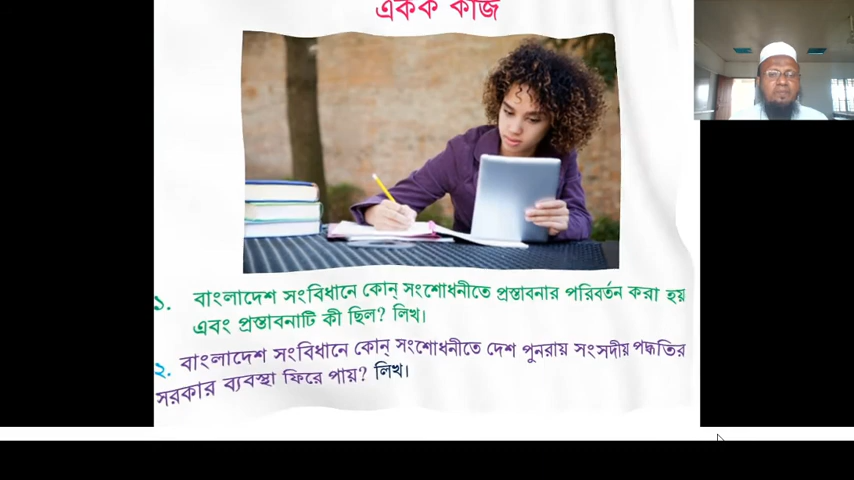 একক কাজ
১. বাংলাদেশ সংবিধানে কোন্ সংশোধনীতে প্রস্তাবনার পরিবর্তন করা হয়
এবং প্রস্তাবনাটি কী ছিল? লিখ।
২. বাংলাদেশ সংবিধানে কোন্ সংশোধনীতে দেশ পুনরায় সংসদীয় পদ্ধতির
সরকার ব্যবস্থা ফিরে পায়? লিখ।